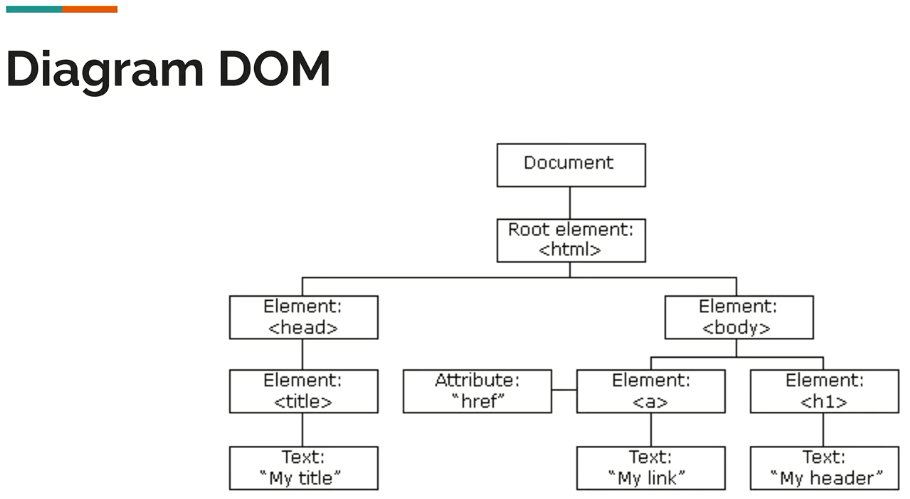 Diagram DOM
Document
Root element:
<html>
Element:
<head>
Element:
<body>
Element:
<title>
Attribute:
“href”
Element:
<a>
Element:
<h1>
Text:
“My title”
Text:
“My link”
Text:
“My header”